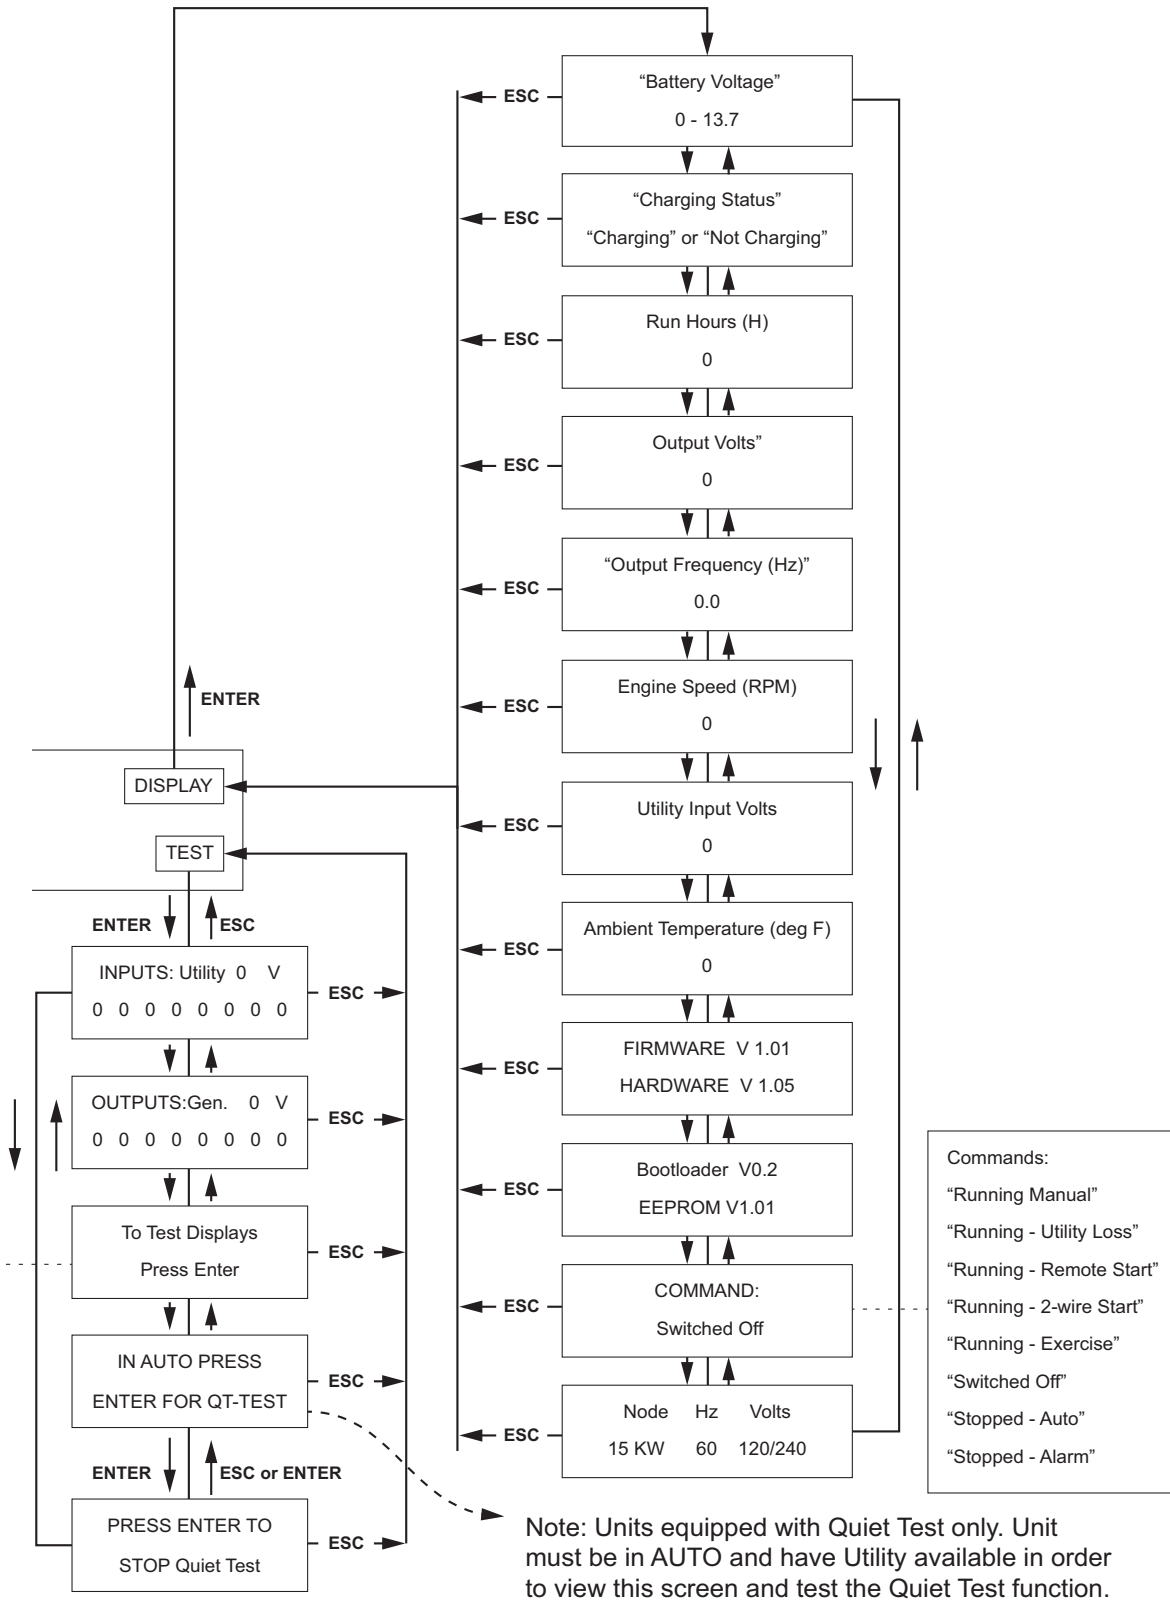 “Battery Voltage”
0 - 13.7
ESC
“Charging Status”
“Charging” or “Not Charging”
ESC
Run Hours (H)
0
ESC
Output Volts”
0
ESC
“Output Frequency (Hz)”
0.0
ESC
Engine Speed (RPM)
0
ESC
Utility Input Volts
0
ESC
Ambient Temperature (deg F)
0
ESC
FIRMWARE V 1.01
HARDWARE V 1.05
ESC
Bootloader V0.2
EEPROM V1.01
ESC
COMMAND:
Switched Off
ESC
Node Hz Volts
15 KW 60 120/240
ESC
Commands:
“Running Manual”
“Running - Utility Loss”
“Running - Remote Start”
“Running - 2-wire Start”
“Running - Exercise”
“Switched Off”
“Stopped - Auto”
“Stopped - Alarm”
ENTER
DISPLAY
TEST
ENTER ESC
INPUTS: Utility 0 V
0 0 0 0 0 0 0 0
ESC
OUTPUTS:Gen. 0 V
0 0 0 0 0 0 0 0
ESC
To Test Displays
Press Enter
ESC
IN AUTO PRESS
ENTER FOR QT-TEST
ESC
ENTER ESC or ENTER
PRESS ENTER TO
STOP Quiet Test
ESC
Note: Units equipped with Quiet Test only. Unit
must be in AUTO and have Utility available in order
to view this screen and test the Quiet Test function.